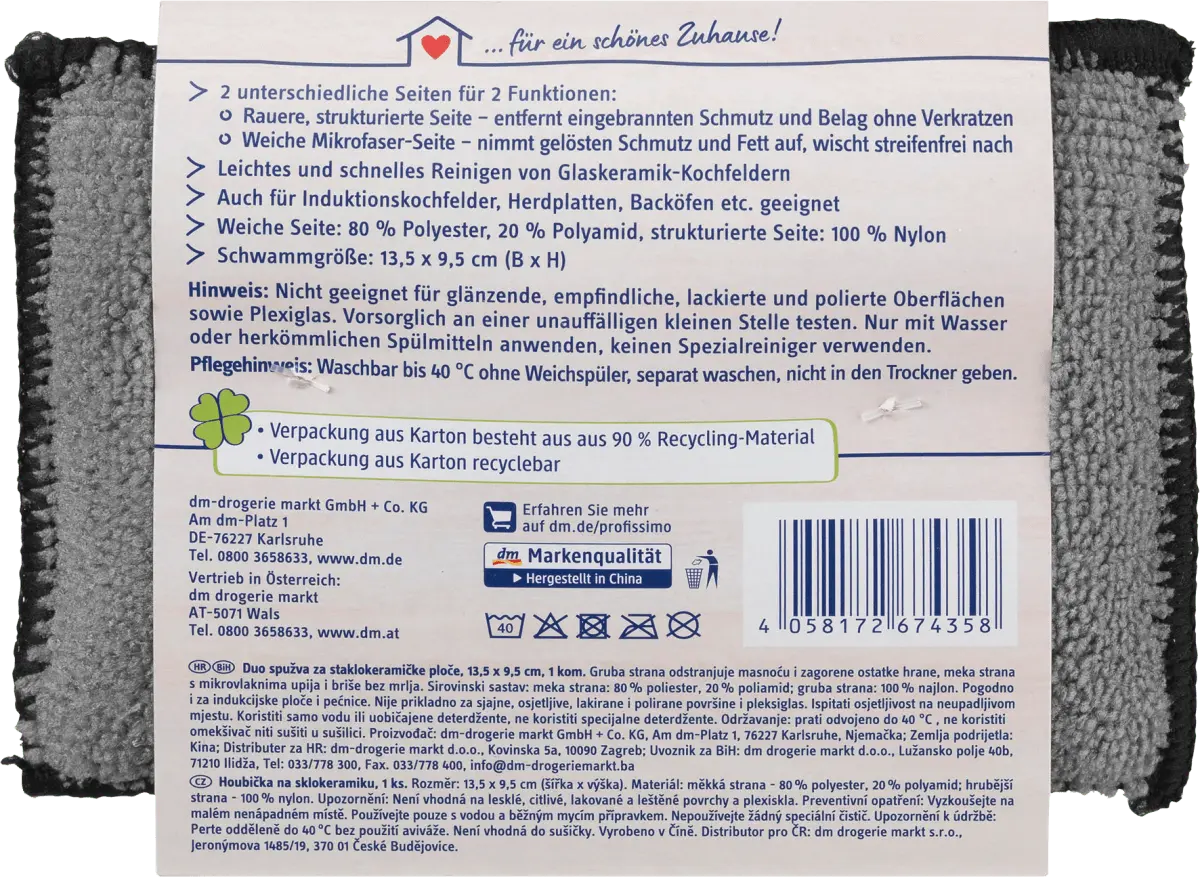 ...für ein schönes Zuhause!
> 2 unterschiedliche Seiten für 2 Funktionen:
o Rauere, strukturierte Seite – entfernt eingebrannten Schmutz und Belag ohne Verkratzen
o Weiche Mikrofaser-Seite – nimmt gelösten Schmutz und Fett auf, wischt streifenfrei nach
> Leichtes und schnelles Reinigen von Glaskeramik-Kochfeldern
> Auch für Induktionskochfelder, Herdplatten, Backöfen etc. geeignet
> Weiche Seite: 80 % Polyester, 20 % Polyamid, strukturierte Seite: 100 % Nylon
> Schwammgröße: 13,5 x 9,5 cm (B x H)
Hinweis: Nicht geeignet für glänzende, empfindliche, lackierte und polierte Oberflächen
sowie Plexiglas. Vorsorglich an einer unauffälligen kleinen Stelle testen. Nur mit Wasser
oder herkömmlichen Spülmitteln anwenden, keinen Spezialreiniger verwenden.
Pflegehinweis: Waschbar bis 40 °C ohne Weichspüler, separat waschen, nicht in den Trockner geben.
• Verpackung aus Karton besteht aus aus 90 % Recycling-Material
• Verpackung aus Karton recyclebar
dm-drogerie markt GmbH + Co. KG
Am dm-Platz 1
DE-76227 Karlsruhe
Tel. 0800 3658633, www.dm.de
Vertrieb in Österreich:
dm drogerie markt
AT-5071 Wals
Tel. 0800 3658633, www.dm.at
Erfahren Sie mehr
auf dm.de/profissimo
dm Markenqualität
Hergestellt in China
40
4 058172 674358
HR BiH Duo spužva za staklokeramičke ploče, 13,5 x 9,5 cm, 1 kom. Gruba strana odstranjuje masnoću i zagorene ostatke hrane, meka strana
s mikrovlaknima upija i briše bez mrlja. Sirovinski sastav: meka strana: 80 % poliester, 20 % poliamid; gruba strana: 100 % najlon. Pogodno
i za indukcijske ploče i pećnice. Nije prikladno za sjajne, osjetljive, lakirane i polirane površine i pleksiglas. Ispitati osjetljivost na neupadljivom
mjestu. Koristiti samo vodu ili uobičajene deterdžente, ne koristiti specijalne deterdžente. Održavanje: prati odvojeno do 40 °C , ne koristiti
omekšivač niti sušiti u sušilici. Proizvođač: dm-drogerie markt GmbH + Co. KG, Am dm-Platz 1, 76227 Karlsruhe, Njemačka; Zemlja podrijetla:
Kina; Distributer za HR: dm-drogerie markt d.o.o., Kovinska 5a, 10090 Zagreb; Uvoznik za BiH: dm drogerie markt d.o.o., Lužansko polje 40b,
71210 Ilidža, Tel: 033/778 300, Fax. 033/778 400, info@dm-drogeriemarkt.ba
CZ Houbička na sklokeramiku, 1 ks. Rozměr: 13,5 x 9,5 cm (šířka x výška). Materiál: měkká strana - 80 % polyester, 20 % polyamid; hrubější
strana - 100 % nylon. Upozornění: Není vhodná na lesklé, citlivé, lakované a leštěné povrchy a plexiskla. Preventivní opatření: Vyzkoušejte na
malém nenápadném místě. Používejte pouze s vodou a běžným mycím přípravkem. Nepoužívejte žádný speciální čistič. Upozornění k údržbě:
Perte odděleně do 40 °C bez použití aviváže. Není vhodná do sušičky. Vyrobeno v Číně. Distributor pro ČR: dm drogerie markt s.r.o.,
Jeronýmova 1485/19, 370 01 České Budějovice.